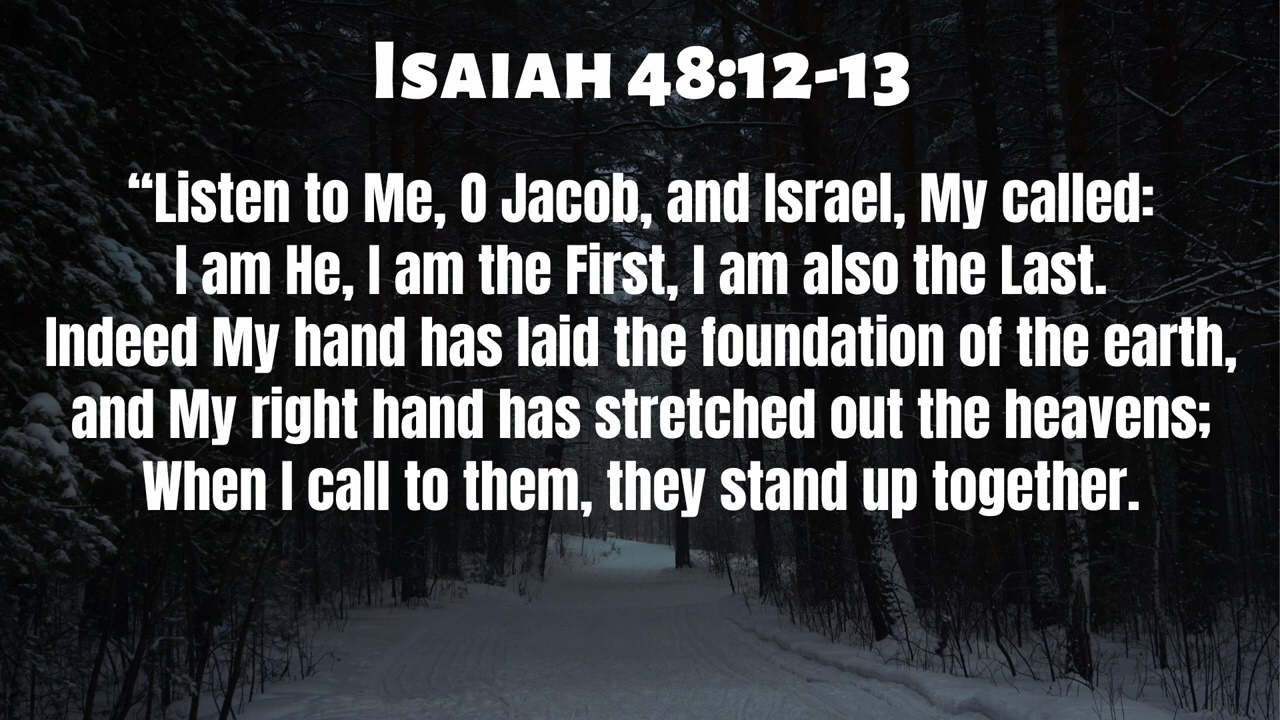 Isaiah 48:12-13
“Listen to Me, O Jacob, and Israel, My called:
I am He, I am the First, I am also the Last.
Indeed My hand has laid the foundation of the earth,
and My right hand has stretched out the heavens;
When I call to them, they stand up together.